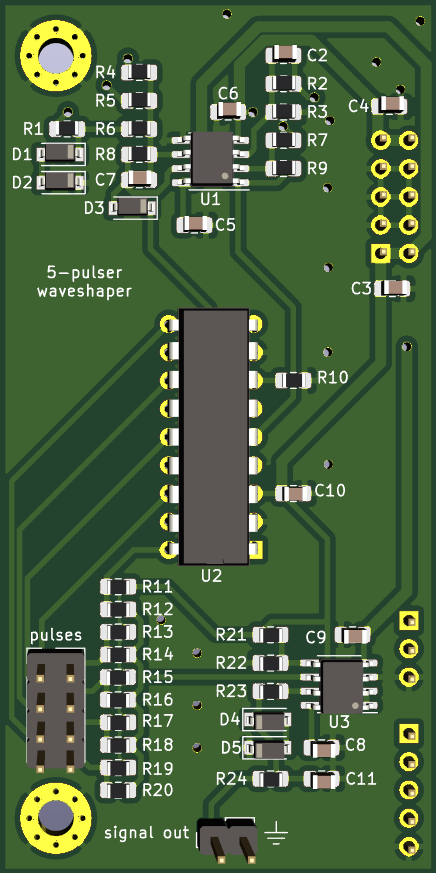 C2
R4
R2
R5
C6
C4
R3
R1
R6
R7
D1
R8
R9
D2
C7
U1
D3
C5
5-pulser
waveshaper
C3
R10
C10
U2
R11
R12
pulses
R13
R21
C9
R14
R22
R15
R23
R16
D4
U3
R17
R18
D5
C8
R19
R24
C11
R20
signal out